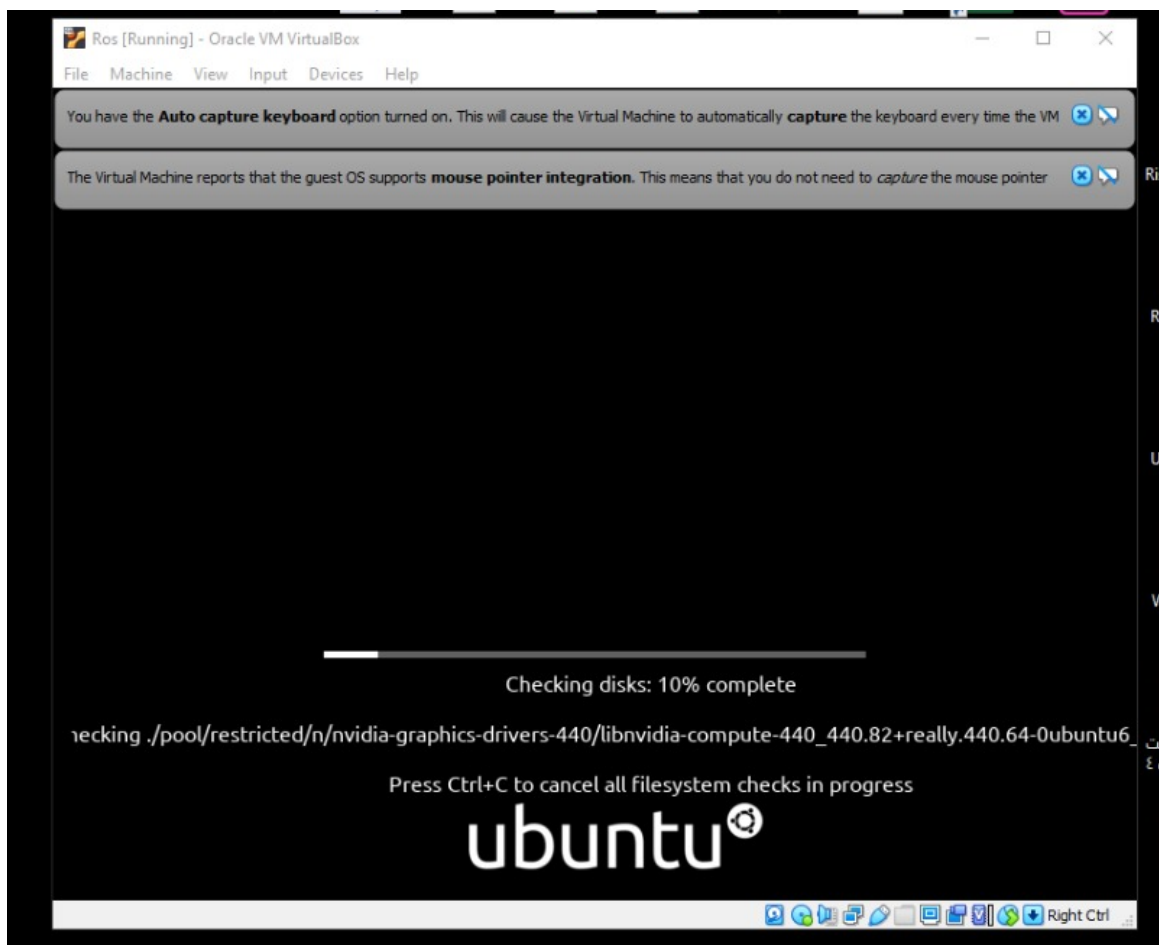 Ros [Running] - Oracle VM VirtualBox
File Machine View Input Devices Help
You have the Auto capture keyboard option turned on. This will cause the Virtual Machine to automatically capture the keyboard every time the VM
The Virtual Machine reports that the guest OS supports mouse pointer integration. This means that you do not need to capture the mouse pointer
Checking disks: 10% complete
hecking ./pool/restricted/n/nvidia-graphics-drivers-440/libnvidia-compute-440_440.82+really.440.64-0ubuntu6_
Press Ctrl+C to cancel all filesystem checks in progress
ubuntu
Right Ctrl